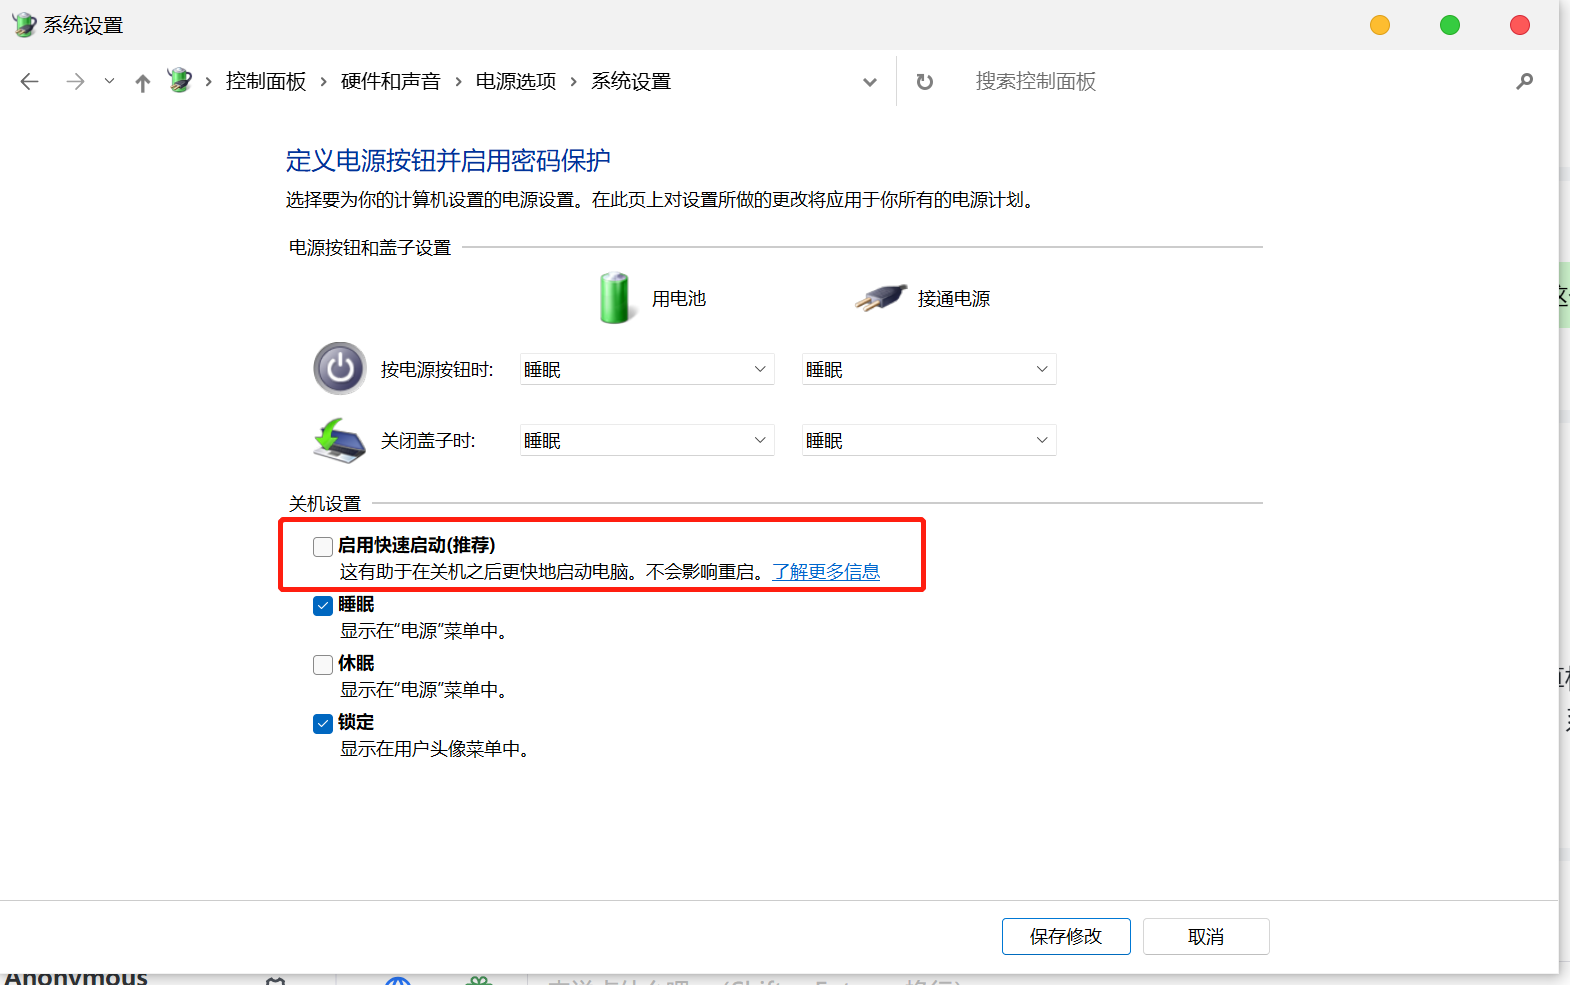 系统设置
控制面板 › 硬件和声音 › 电源选项 › 系统设置
搜索控制面板
定义电源按钮并启用密码保护
选择要为你的计算机设置的电源设置。在此页上对设置所做的更改将应用于你所有的电源计划。
电源按钮和盖子设置
用电池
接通电源
按电源按钮时: 睡眠 睡眠
关闭盖子时: 睡眠 睡眠
关机设置
启用快速启动(推荐)
这有助于在关机之后更快地启动电脑。不会影响重启。了解更多信息
睡眠
显示在“电源”菜单中。
休眠
显示在“电源”菜单中。
锁定
显示在用户头像菜单中。
保存修改
取消
Anonymous